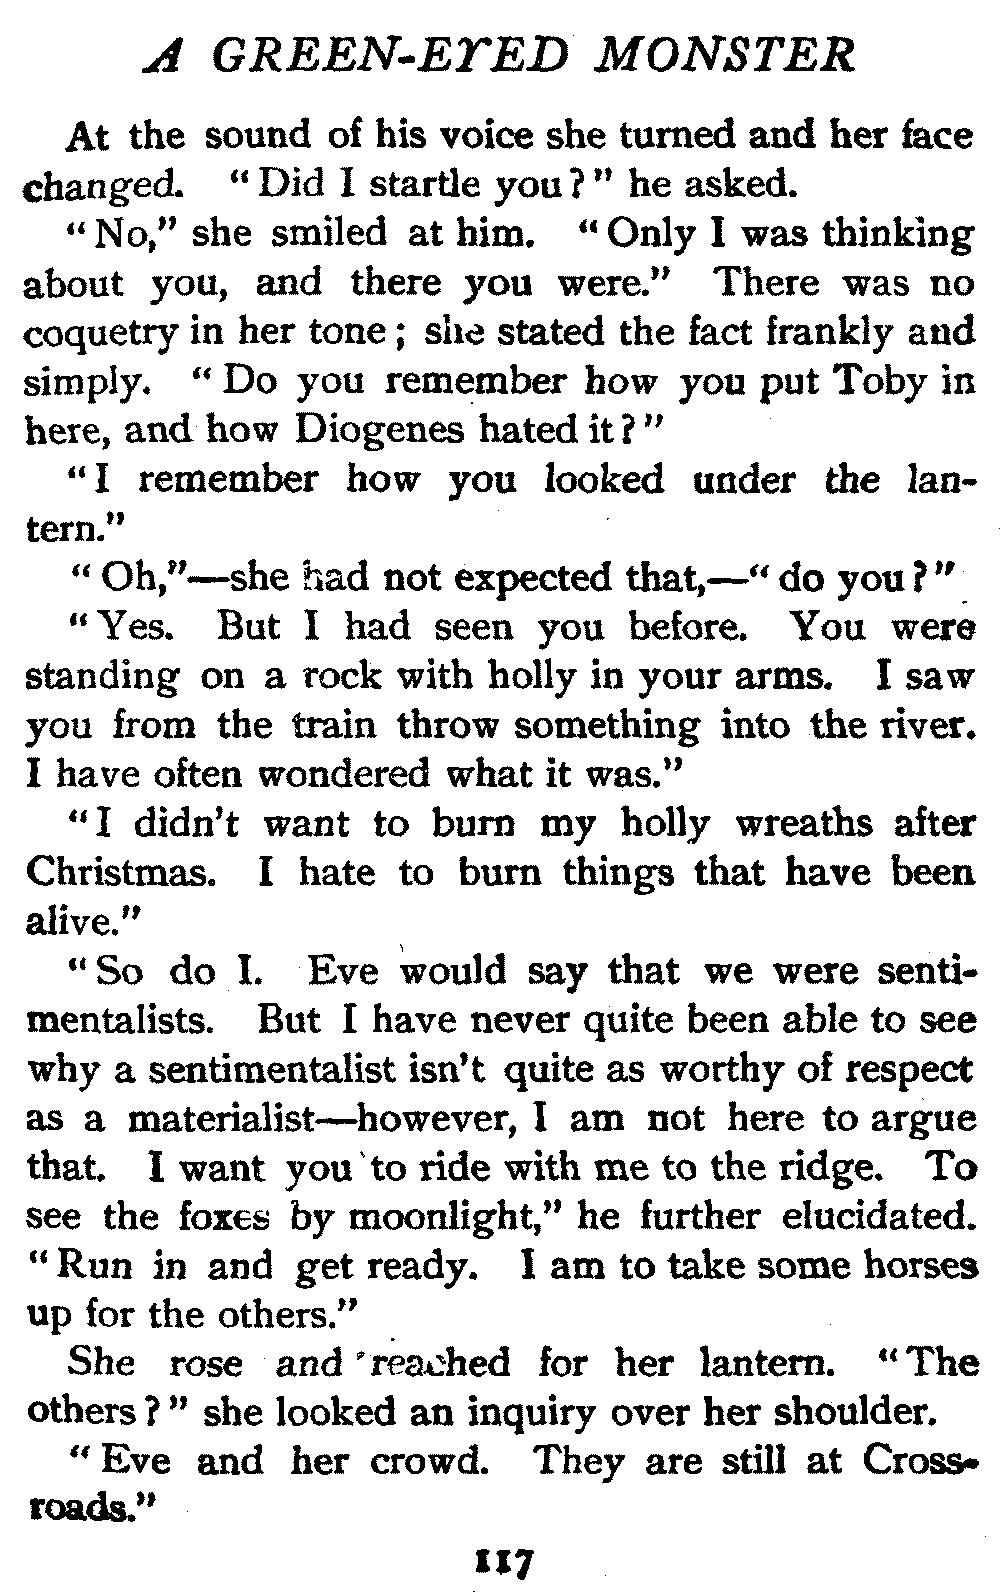 A GREEN-EYED MONSTER
At the sound of his voice she turned and her face
changed. "Did I startle you?" he asked.
"No," she smiled at him. "Only I was thinking
about you, and there you were." There was no
coquetry in her tone; she stated the fact frankly and
simply. "Do you remember how you put Toby in
here, and how Diogenes hated it?"
"I remember how you looked under the lan-
tern."
"Oh,"—she had not expected that,—"do you?"
"Yes. But I had seen you before. You were
standing on a rock with holly in your arms. I saw
you from the train throw something into the river.
I have often wondered what it was."
"I didn't want to burn my holly wreaths after
Christmas. I hate to burn things that have been
alive."
"So do I. Eve would say that we were senti-
mentalists. But I have never quite been able to see
why a sentimentalist isn't quite as worthy of respect
as a materialist—however, I am not here to argue
that. I want you to ride with me to the ridge. To
see the foxes by moonlight," he further elucidated.
"Run in and get ready. I am to take some horses
up for the others."
She rose and reached for her lantern. "The
others?" she looked an inquiry over her shoulder.
"Eve and her crowd. They are still at Cross-
roads."
117